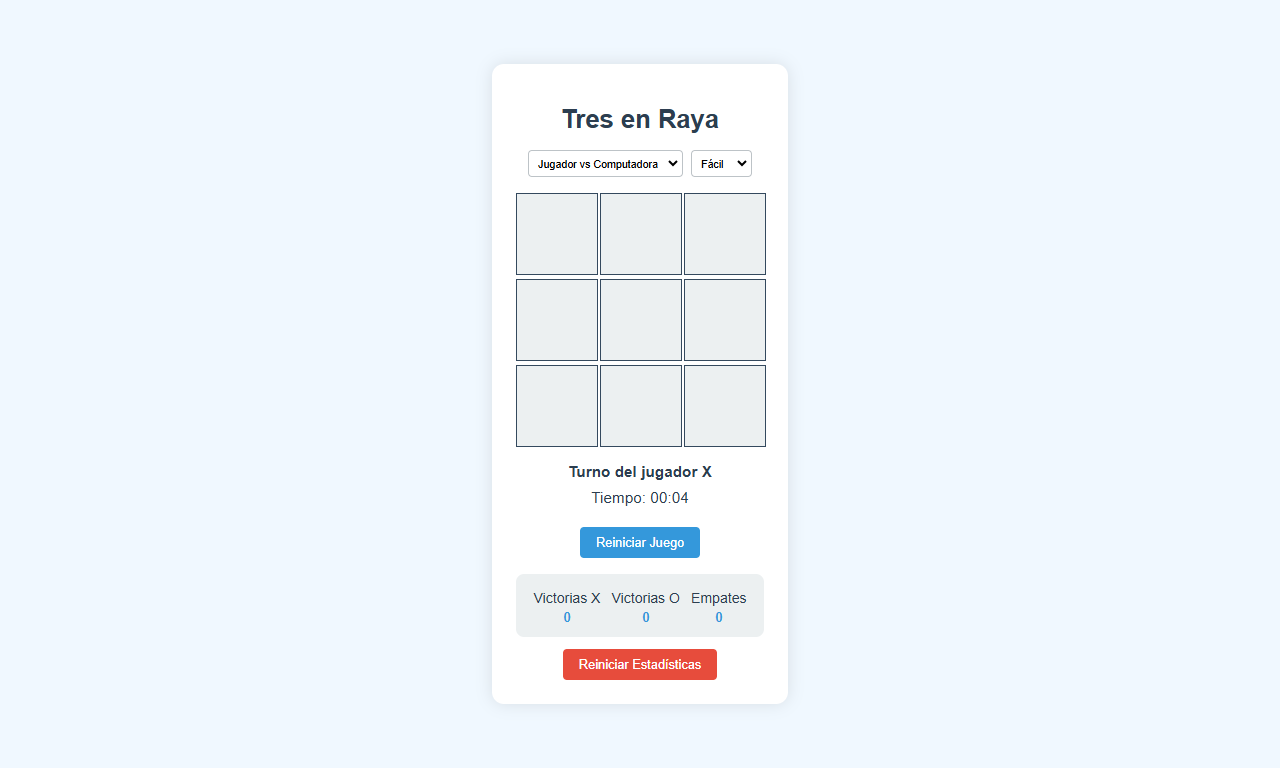 Tres en Raya
Jugador vs Computadora Fácil
Turno del jugador X
Tiempo: 00:04
Reiniciar Juego
Victorias X Victorias O Empates
0 0 0
Reiniciar Estadísticas